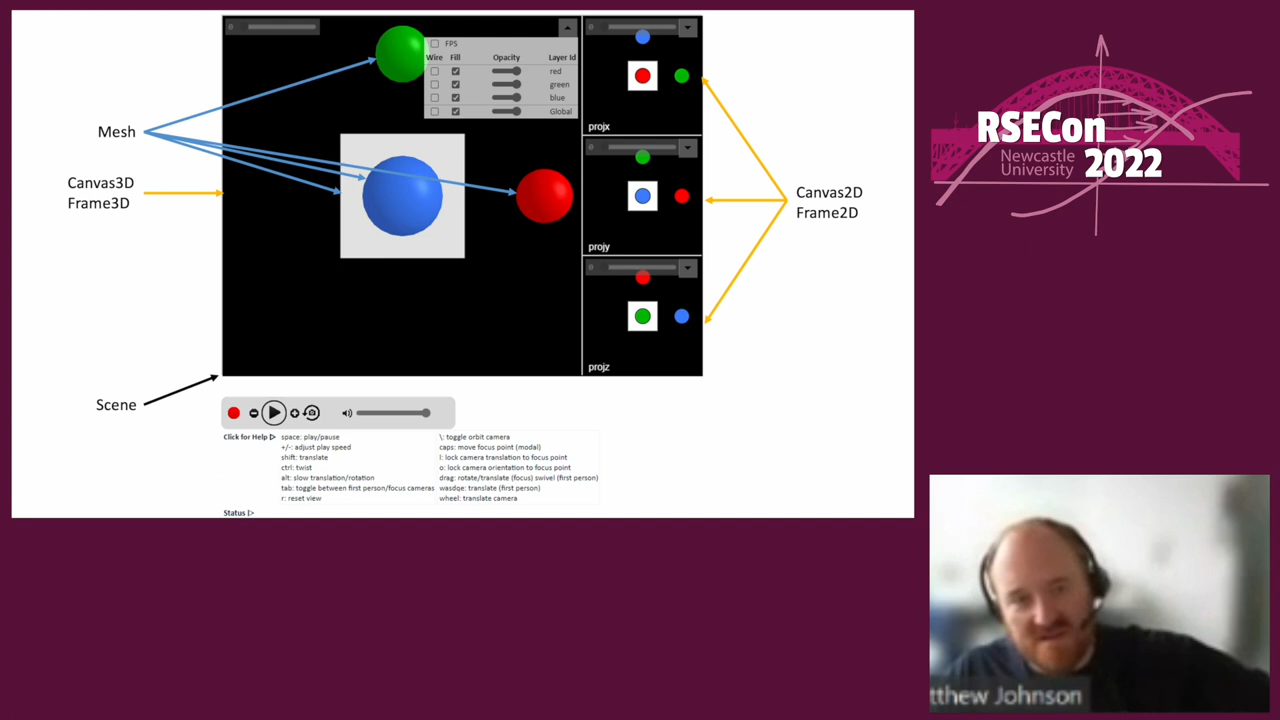 0
FPS
Wire Fill Opacity Layer Id
red
green
blue
Global
0
projx
0
projy
0
projz
Mesh
Canvas3D
Frame3D
Scene
Canvas2D
Frame2D
Click for Help ▷
space: play/pause
+/-: adjust play speed
shift: translate
ctrl: twist
alt: slow translation/rotation
tab: toggle between first person/focus cameras
r: reset view
\: toggle orbit camera
caps: move focus point (modal)
l: lock camera translation to focus point
o: lock camera orientation to focus point
drag: rotate/translate (focus) swivel (first person)
wasdqe: translate (first person)
wheel: translate camera
Status ▷
RSECon
Newcastle
University
2022
tthew Johnson